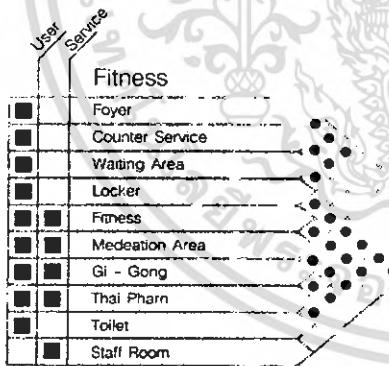 User
Service
Fitness
Foyer
Counter Service
Waiting Area
Locker
Fitness
Medeation Area
Gi - Gong
Thai Pharn
Toilet
Staff Room